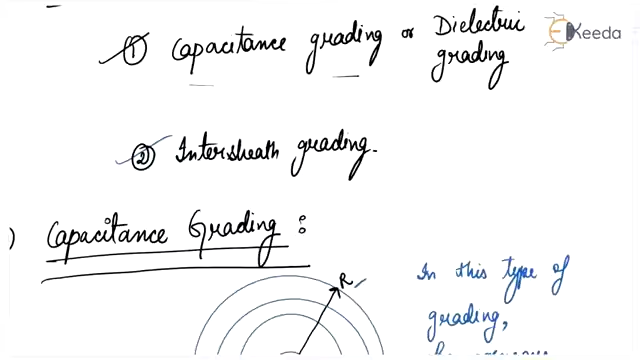 ① Capacitance grading or Dielectric grading
Keeda
② Intersheath grading.
) Capacitance Grading :
R
In this type of
grading,